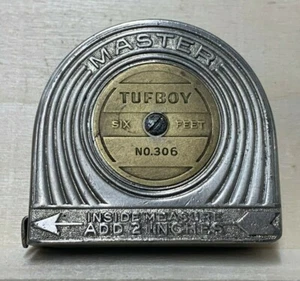 MASTER
TUFBOY
SIX FEET
NO.306
INSIDE MEASURE
ADD 2 INCHES